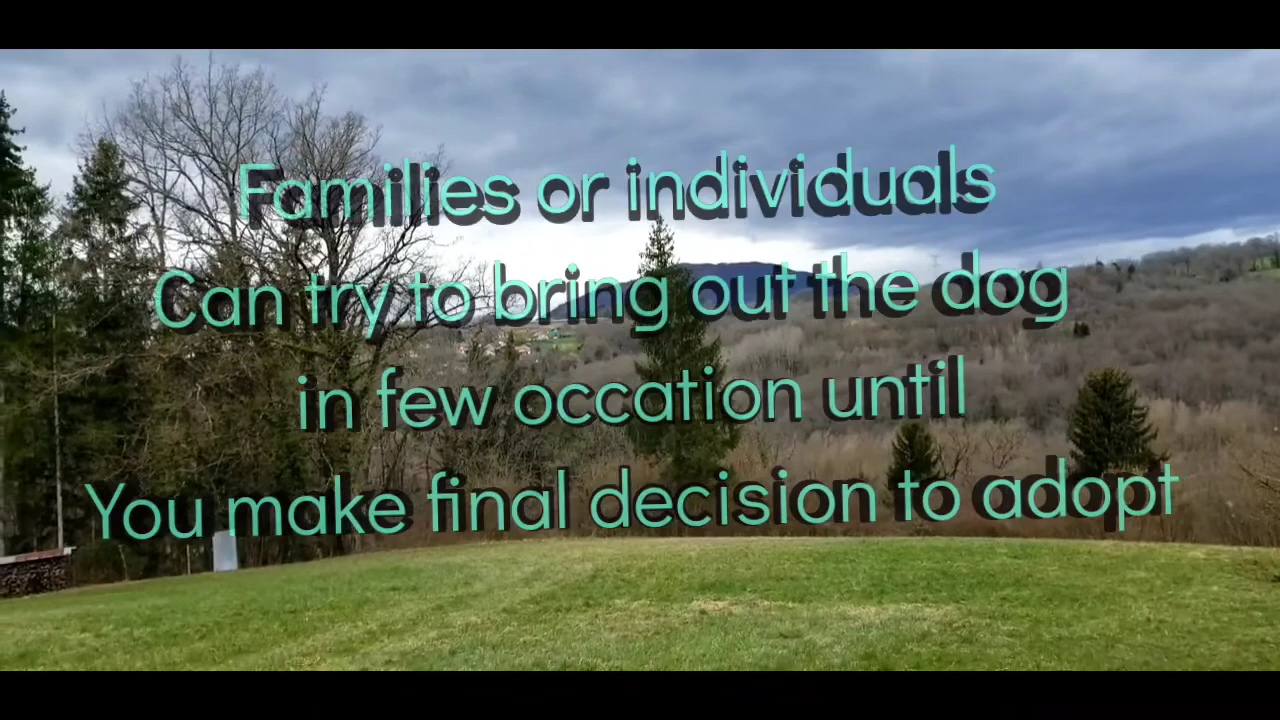 Families or individuals
Can try to bring out the dog
in few occation until
You make final decision to adopt